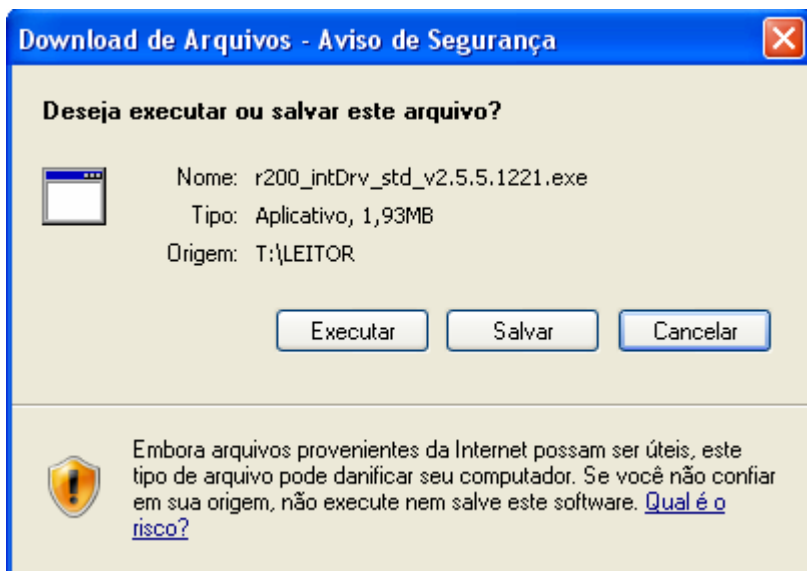 Download de Arquivos - Aviso de Segurança
Deseja executar ou salvar este arquivo?
Nome: r200_intDrv_std_v2.5.5.1221.exe
Tipo: Aplicativo, 1,93MB
Origem: T:\LEITOR
Executar
Salvar
Cancelar
Embora arquivos provenientes da Internet possam ser úteis, este
tipo de arquivo pode danificar seu computador. Se você não confiar
em sua origem, não execute nem salve este software. Qual é o
risco?